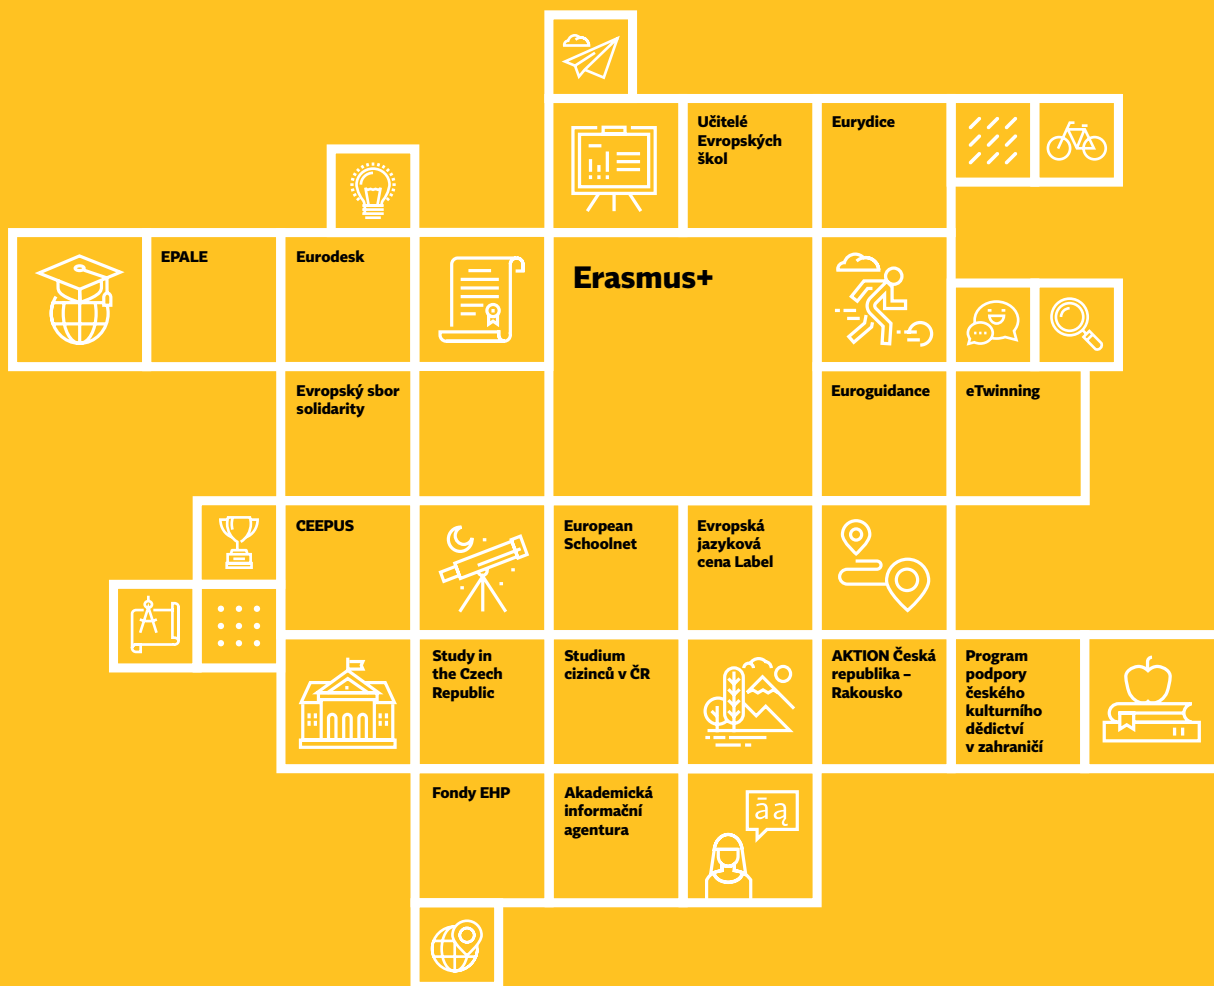 Učitelé
Evropských
škol
Eurydice
EPALE
Eurodesk
Erasmus+
Evropský sbor
solidarity
Euroguidance
eTwinning
CEEPUS
European
Schoolnet
Evropská
jazyková
cena Label
Study in
the Czech
Republic
Studium
cizinců v ČR
AKTION Česká
republika –
Rakousko
Program
podpory
českého
kulturního
dědictví
v zahraničí
Fondy EHP
Akademická
informační
agentura
āą